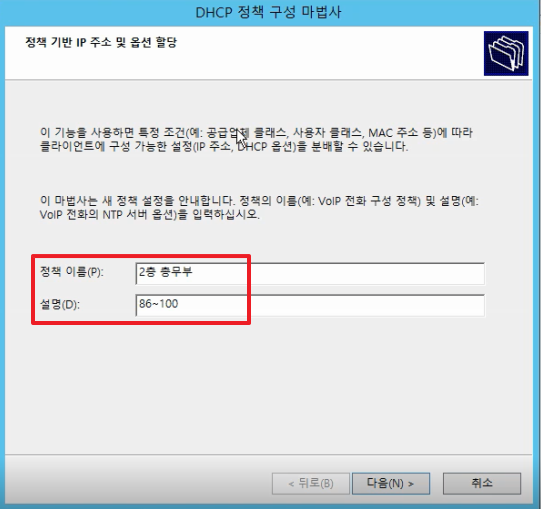 DHCP 정책 구성 마법사
정책 기반 IP 주소 및 옵션 할당
이 기능을 사용하면 특정 조건(예: 공급업체 클래스, 사용자 클래스, MAC 주소 등)에 따라
클라이언트에 구성 가능한 설정(IP 주소, DHCP 옵션)을 분배할 수 있습니다.
이 마법사는 새 정책 설정을 안내합니다. 정책의 이름(예: VoIP 전화 구성 정책) 및 설명(예:
VoIP 전화의 NTP 서버 옵션)을 입력하십시오.
정책 이름(P): 2층 총무부
설명(D): 86~100
< 뒤로(B) 다음(N) > 취소